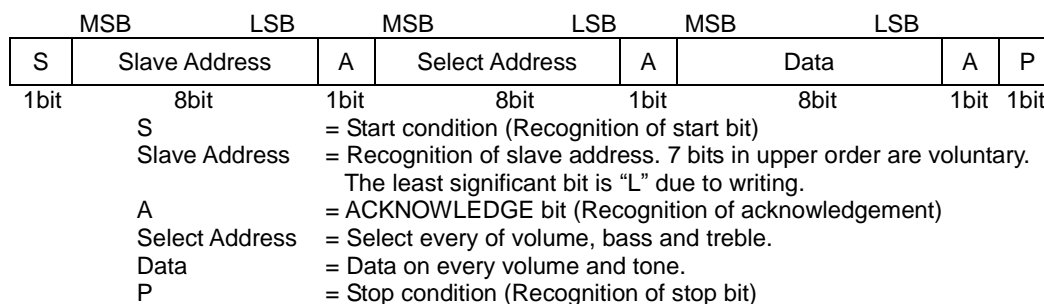 MSB LSB MSB LSB MSB LSB
S Slave Address A Select Address A Data A P
1bit 8bit 1bit 8bit 1bit 8bit 1bit 1bit
S = Start condition (Recognition of start bit)
Slave Address = Recognition of slave address. 7 bits in upper order are voluntary.
The least significant bit is “L” due to writing.
A = ACKNOWLEDGE bit (Recognition of acknowledgement)
Select Address = Select every of volume, bass and treble.
Data = Data on every volume and tone.
P = Stop condition (Recognition of stop bit)